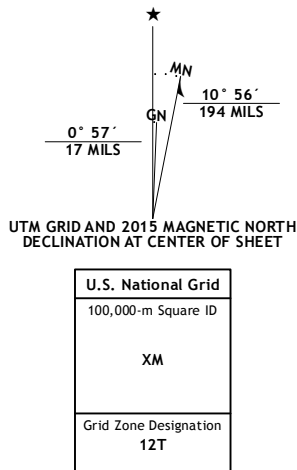 ★
MN
GN
10° 56´
194 MILS
0° 57´
17 MILS
UTM GRID AND 2015 MAGNETIC NORTH
DECLINATION AT CENTER OF SHEET
U.S. National Grid
100,000-m Square ID
XM
Grid Zone Designation
12T